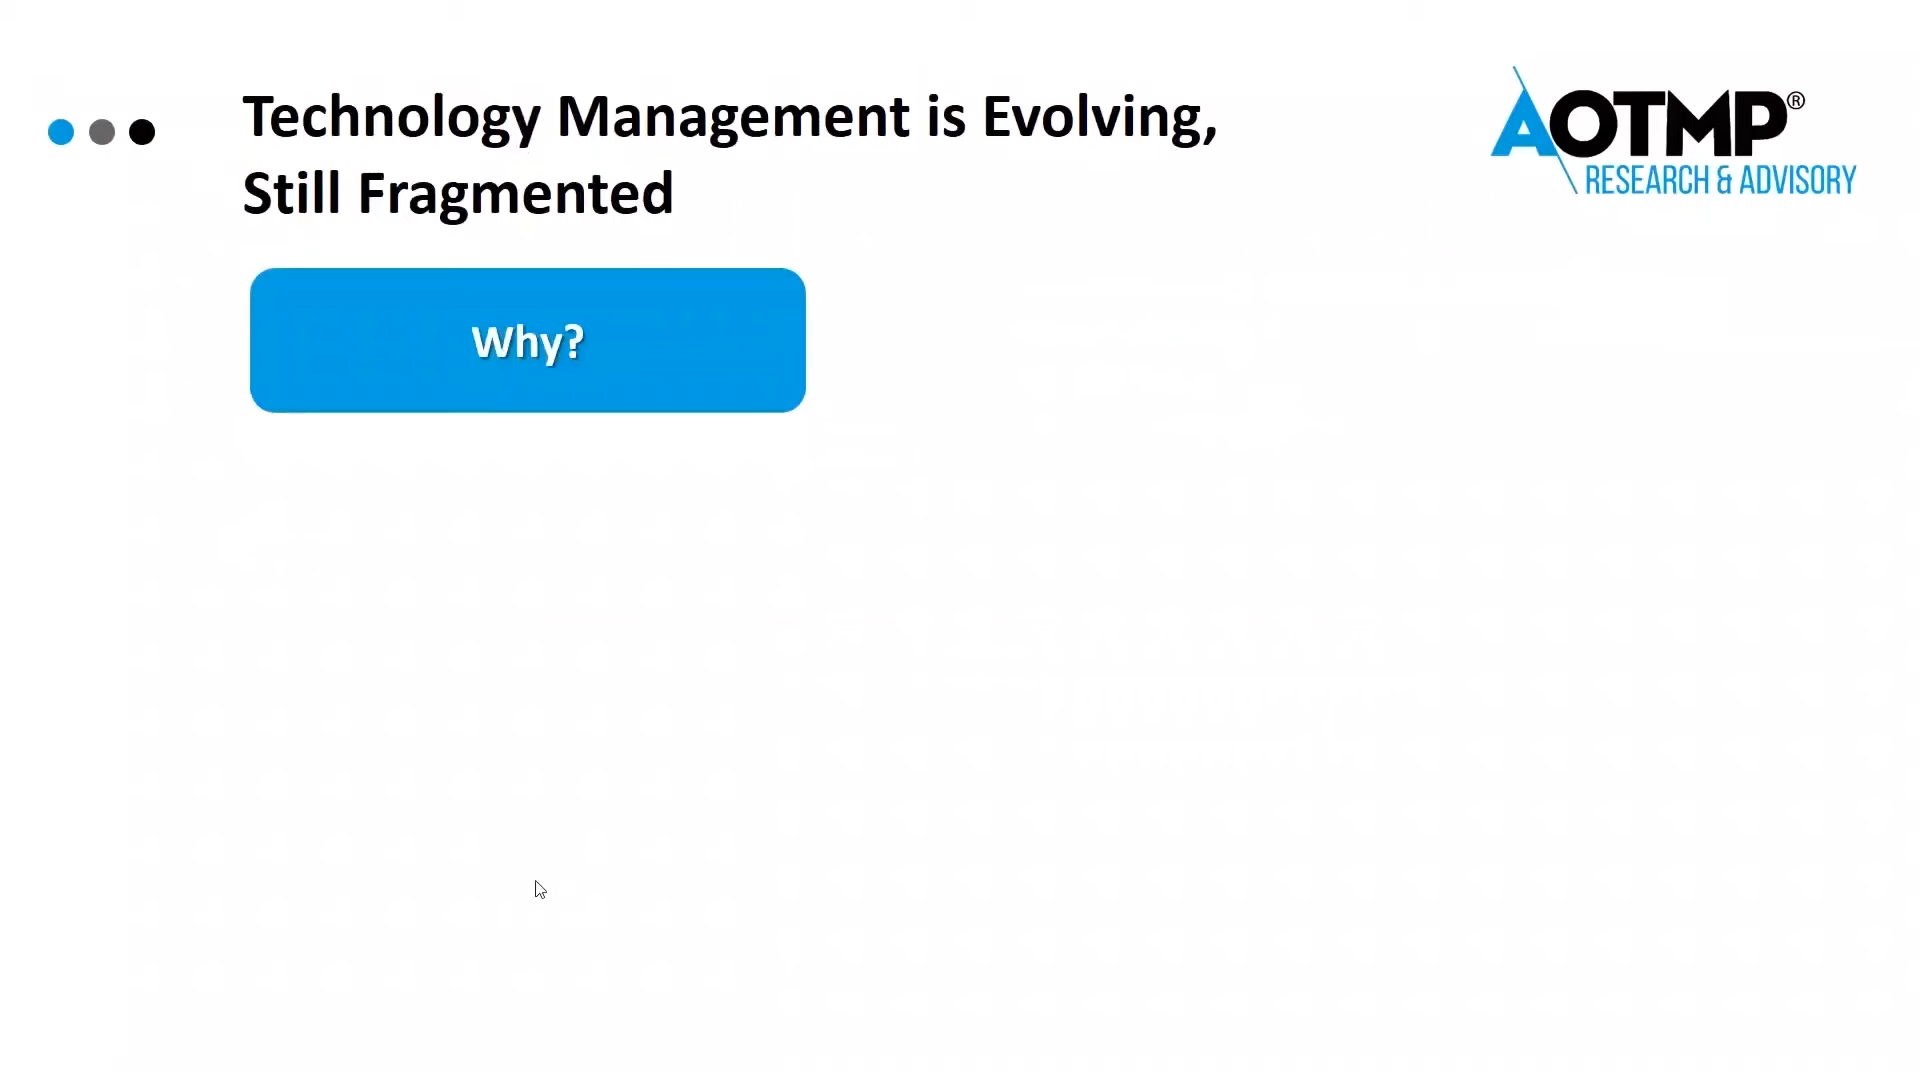 Technology Management is Evolving,
Still Fragmented
AOTMP®
RESEARCH & ADVISORY
Why?